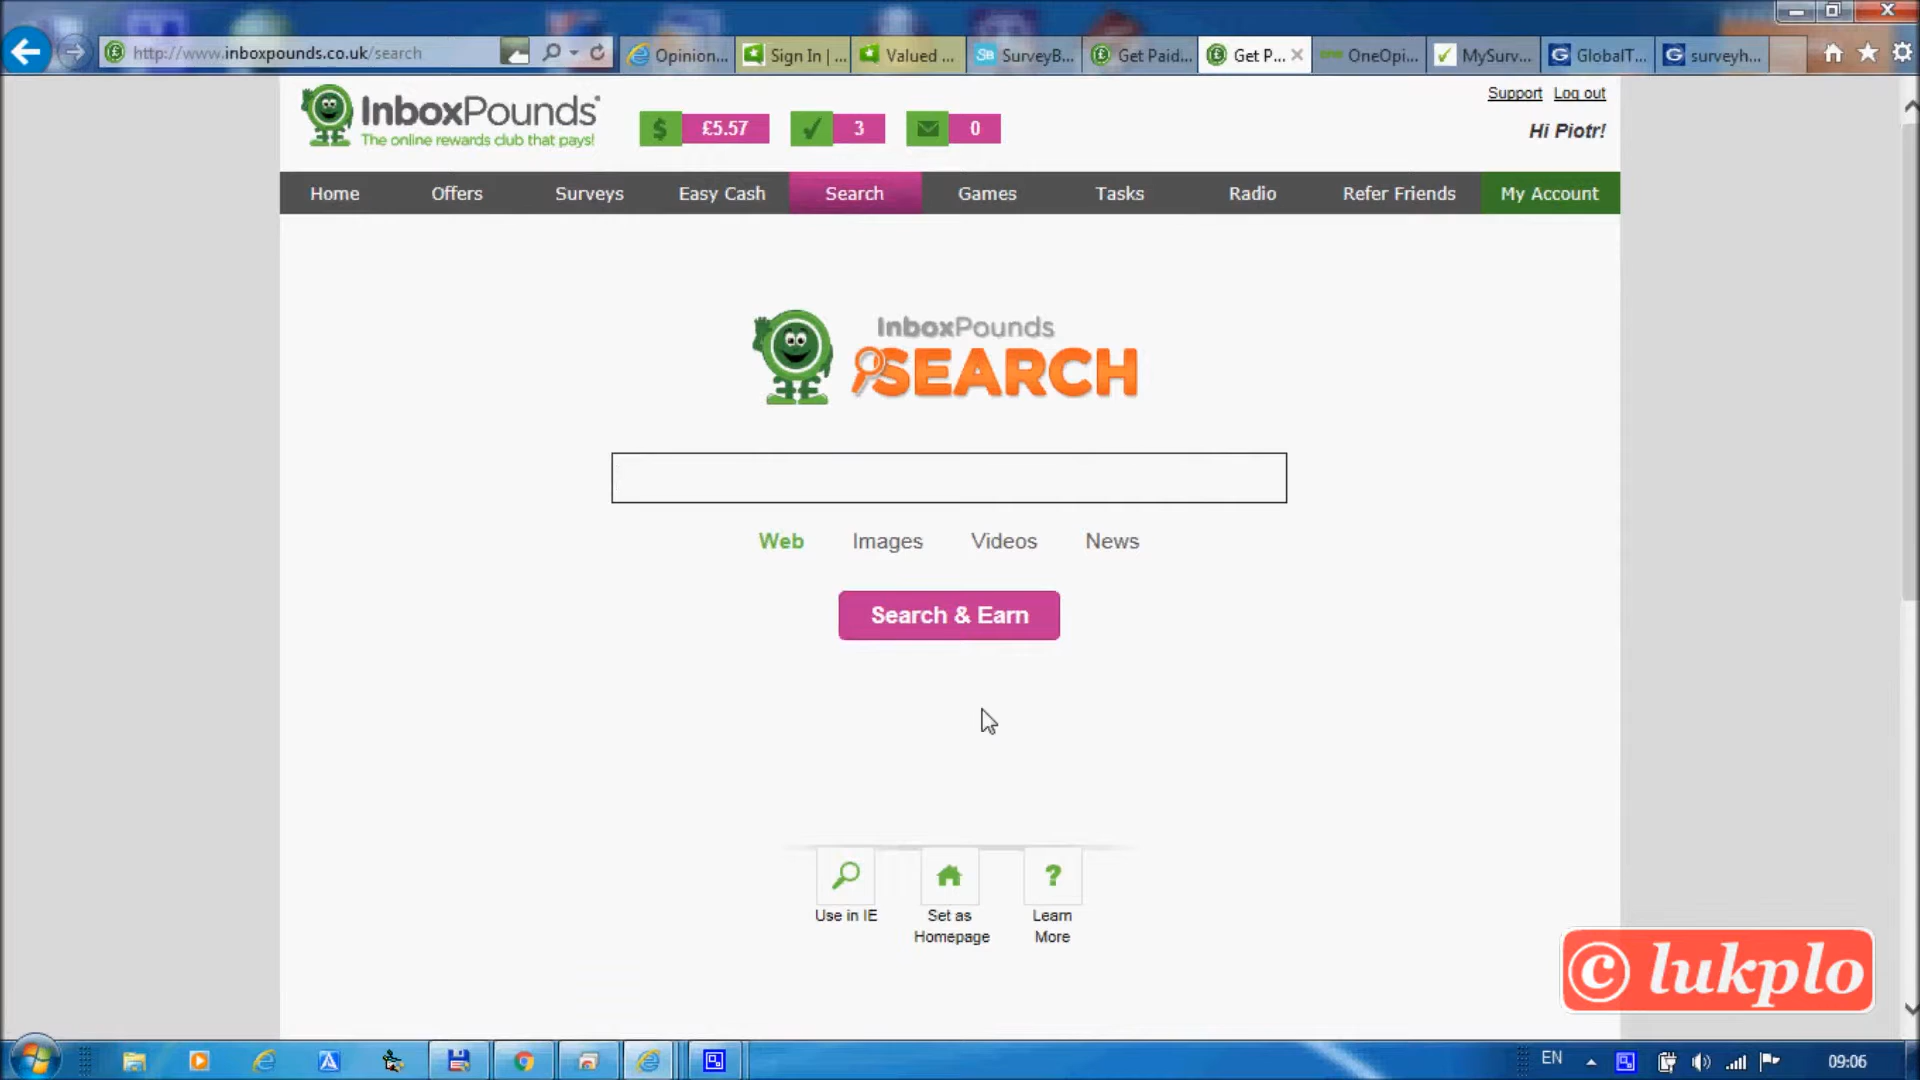 http://www.inboxpounds.co.uk/search
Opinion... Sign In | ... Valued ... SurveyB... Get Paid... Get P... OneOpi... MySurv... GlobalT... surveyh...
Support Log out
InboxPounds
The online rewards club that pays!
£5.57 3 0
Hi Piotr!
Home Offers Surveys Easy Cash Search Games Tasks Radio Refer Friends My Account
InboxPounds
SEARCH
Web Images Videos News
Search & Earn
Use in IE
Set as
Homepage
Learn
More
© lukplo
EN 09:06